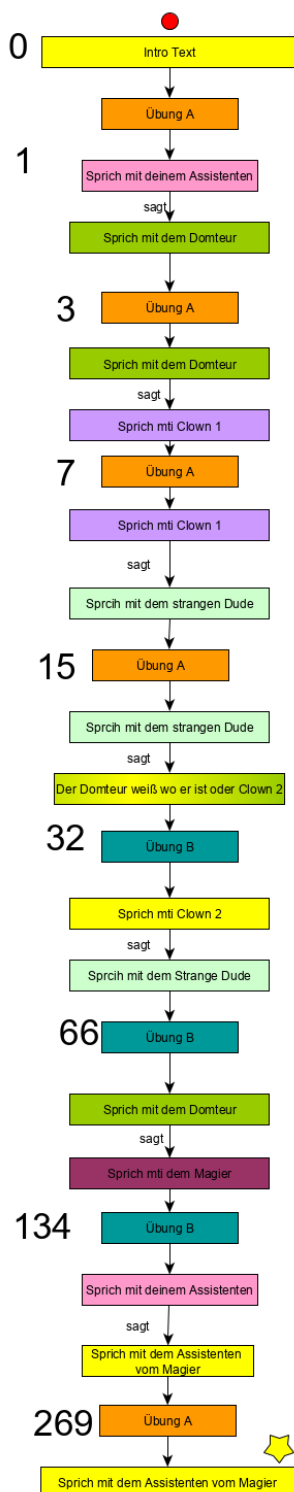 0
Intro Text
Übung A
1
Sprich mit deinem Assistenten
sagt
Sprich mit dem Domteur
3
Übung A
Sprich mit dem Domteur
sagt
Sprich mti Clown 1
7
Übung A
Sprich mti Clown 1
sagt
Sprcih mit dem strangen Dude
15
Übung A
Sprcih mit dem strangen Dude
sagt
Der Domteur weiß wo er ist oder Clown 2
32
Übung B
Sprich mti Clown 2
sagt
Sprcih mit dem Strange Dude
66
Übung B
Sprich mit dem Domteur
sagt
Sprich mti dem Magier
134
Übung B
Sprich mit deinem Assistenten
sagt
Sprich mit dem Assistenten
vom Magier
269
Übung A
Sprich mit dem Assistenten vom Magier